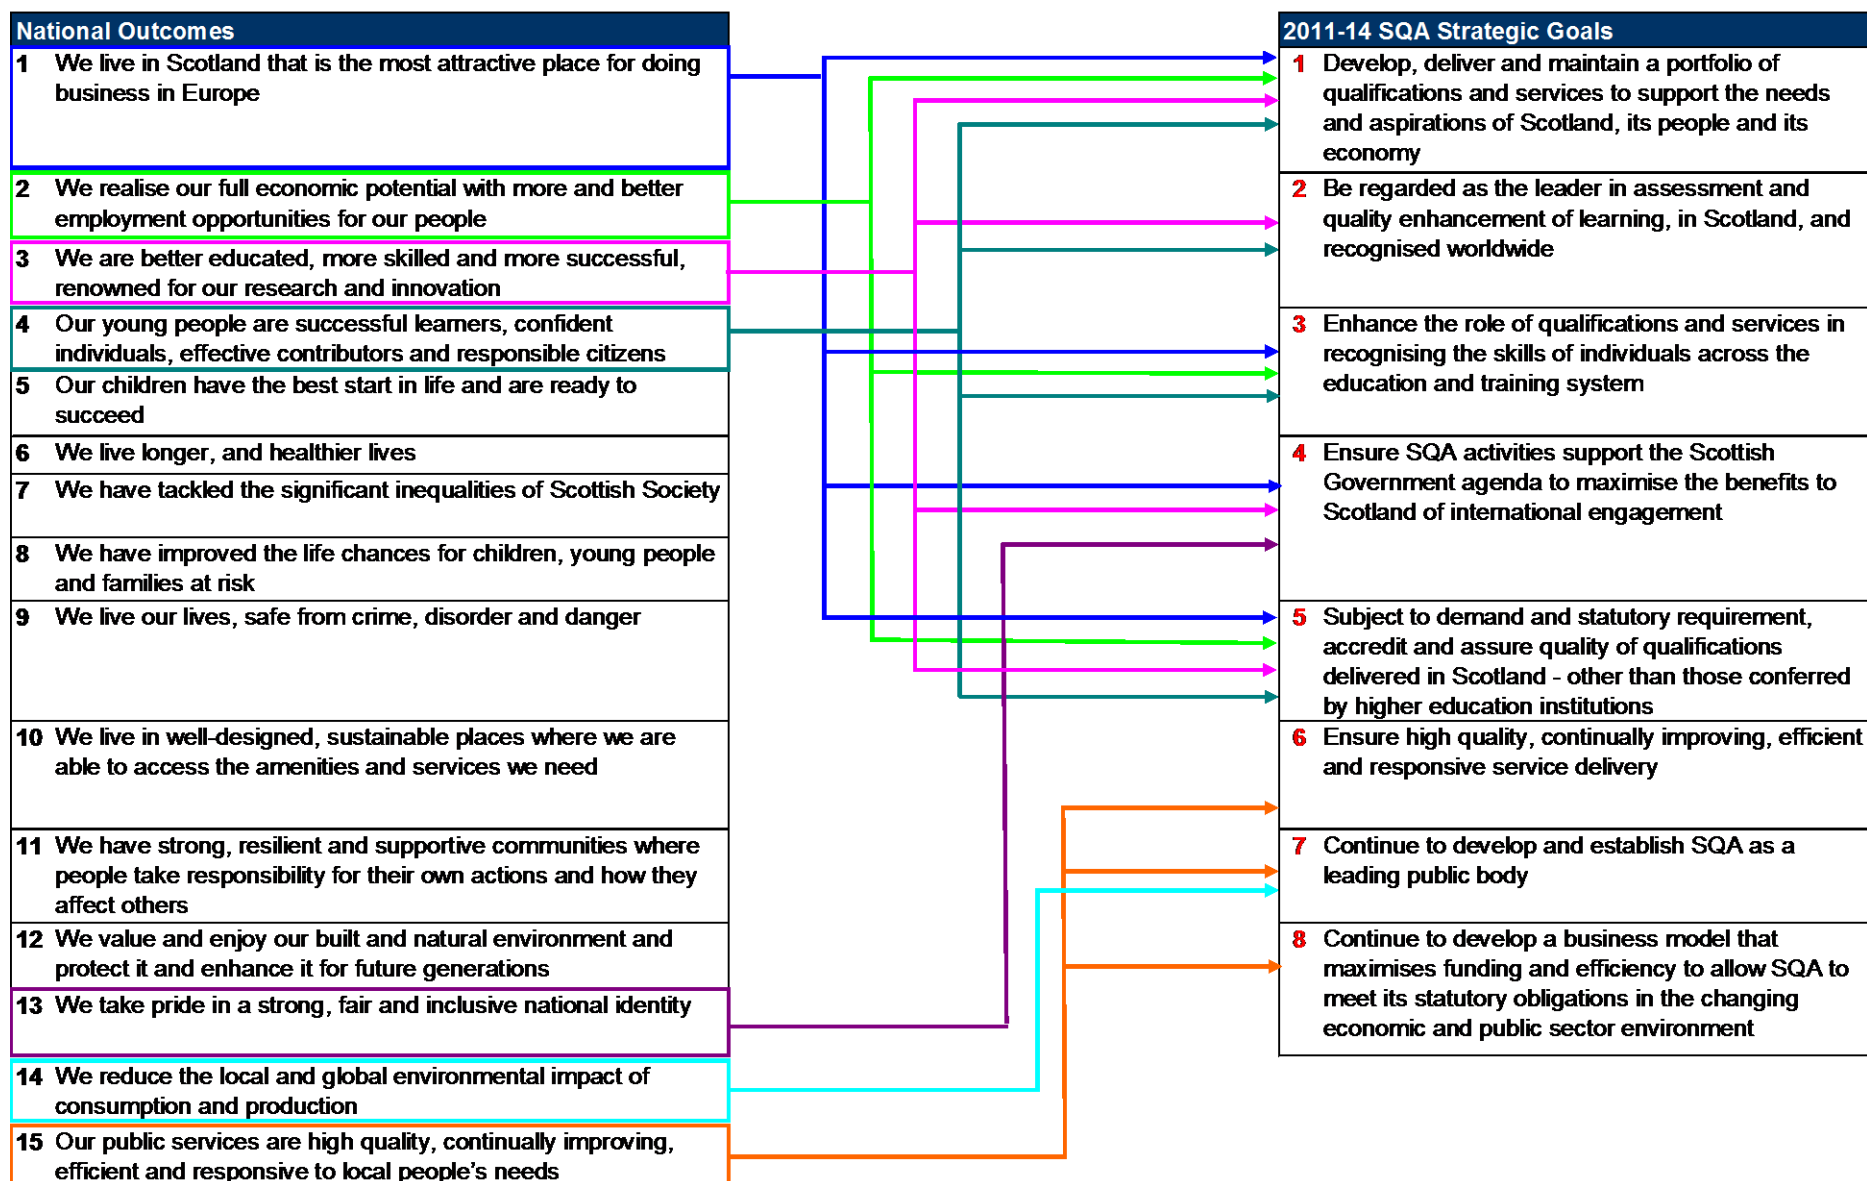 National Outcomes
1 We live in Scotland that is the most attractive place for doing
business in Europe
2 We realise our full economic potential with more and better
employment opportunities for our people
3 We are better educated, more skilled and more successful,
renowned for our research and innovation
4 Our young people are successful learners, confident
individuals, effective contributors and responsible citizens
5 Our children have the best start in life and are ready to
succeed
6 We live longer, and healthier lives
7 We have tackled the significant inequalities of Scottish Society
8 We have improved the life chances for children, young people
and families at risk
9 We live our lives, safe from crime, disorder and danger
10 We live in well-designed, sustainable places where we are
able to access the amenities and services we need
11 We have strong, resilient and supportive communities where
people take responsibility for their own actions and how they
affect others
12 We value and enjoy our built and natural environment and
protect it and enhance it for future generations
13 We take pride in a strong, fair and inclusive national identity
14 We reduce the local and global environmental impact of
consumption and production
15 Our public services are high quality, continually improving,
efficient and responsive to local people's needs
2011-14 SQA Strategic Goals
1 Develop, deliver and maintain a portfolio of
qualifications and services to support the needs
and aspirations of Scotland, its people and its
economy
2 Be regarded as the leader in assessment and
quality enhancement of learning, in Scotland, and
recognised worldwide
3 Enhance the role of qualifications and services in
recognising the skills of individuals across the
education and training system
4 Ensure SQA activities support the Scottish
Government agenda to maximise the benefits to
Scotland of international engagement
5 Subject to demand and statutory requirement,
accredit and assure quality of qualifications
delivered in Scotland - other than those conferred
by higher education institutions
6 Ensure high quality, continually improving, efficient
and responsive service delivery
7 Continue to develop and establish SQA as a
leading public body
8 Continue to develop a business model that
maximises funding and efficiency to allow SQA to
meet its statutory obligations in the changing
economic and public sector environment